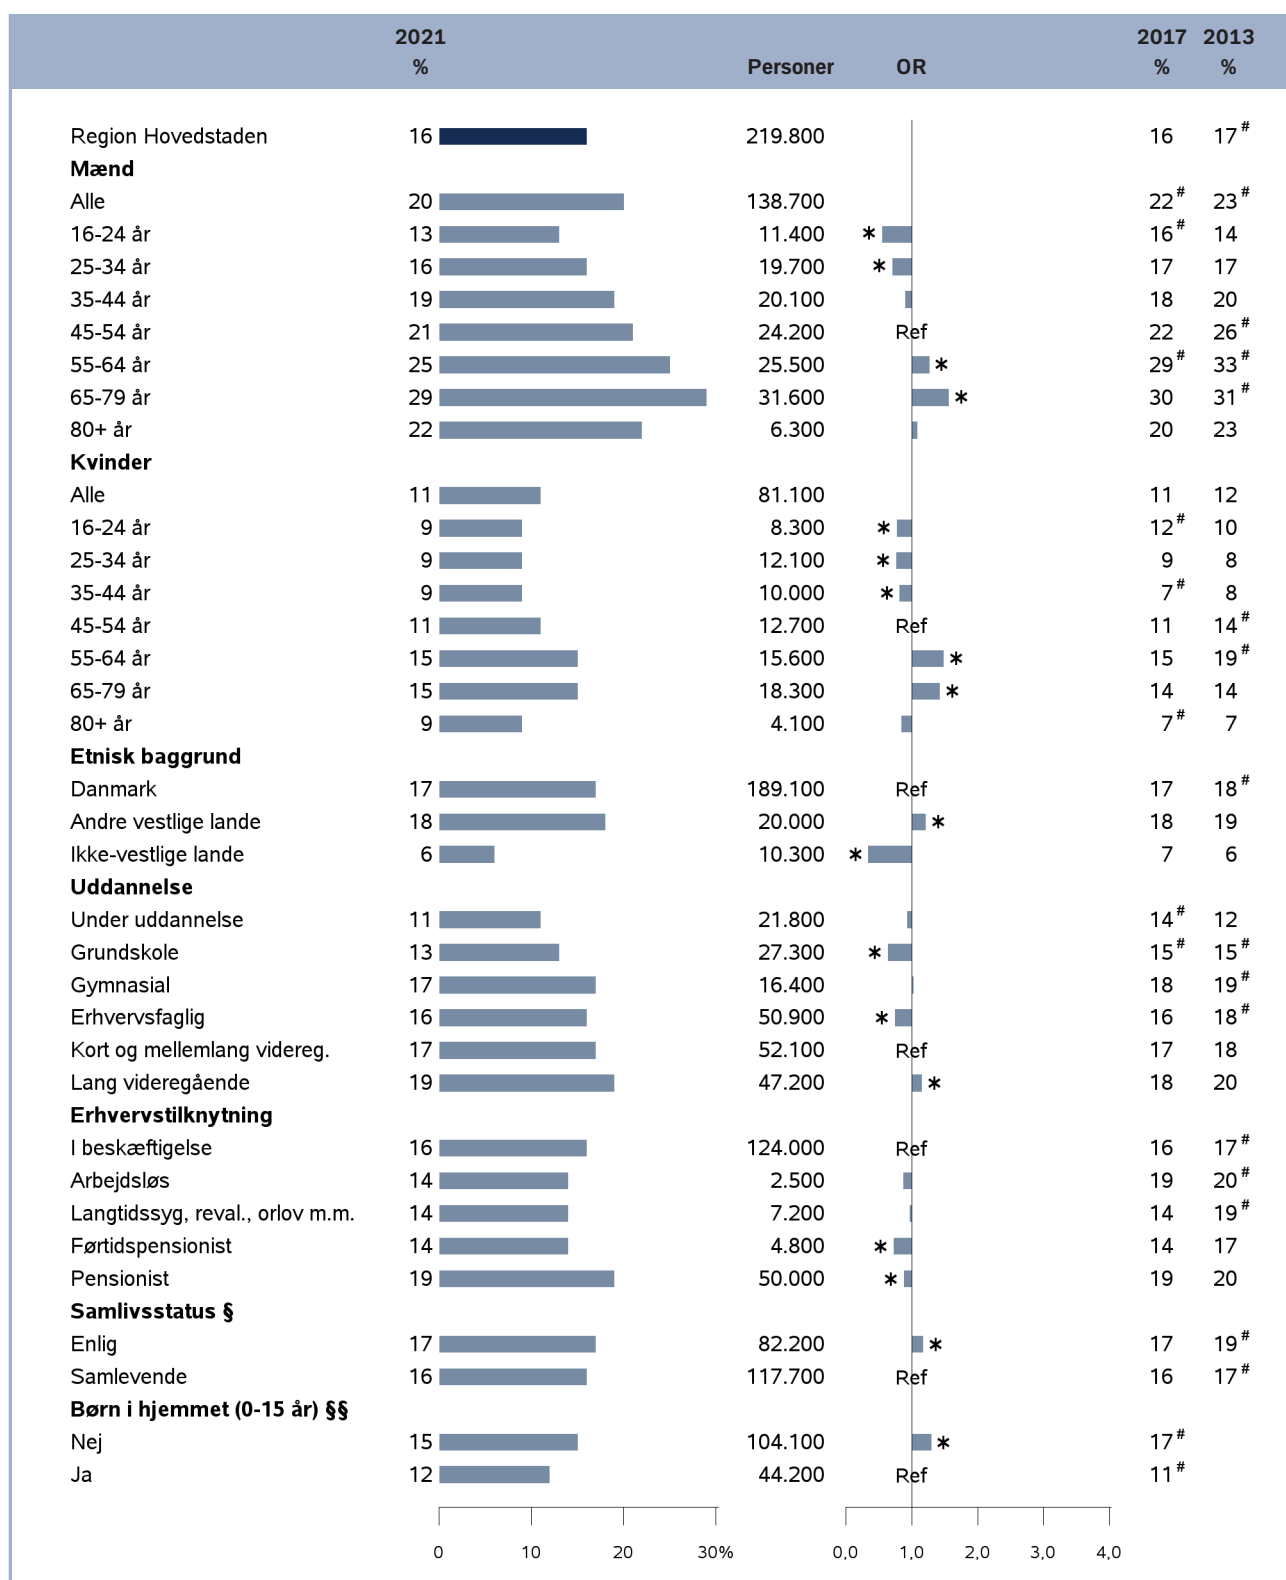 2021 2017 2013
% Personer OR % %
Region Hovedstaden 16 219.800 16 17 #
Mænd
Alle 20 138.700 22 # 23 #
16-24 år 13 11.400 * 16 # 14
25-34 år 16 19.700 * 17 17
35-44 år 19 20.100 18 20
45-54 år 21 24.200 Ref 22 26 #
55-64 år 25 25.500 * 29 # 33 #
65-79 år 29 31.600 * 30 31 #
80+ år 22 6.300 20 23
Kvinder
Alle 11 81.100 11 12
16-24 år 9 8.300 * 12 # 10
25-34 år 9 12.100 * 9 8
35-44 år 9 10.000 * 7 # 8
45-54 år 11 12.700 Ref 11 14 #
55-64 år 15 15.600 * 15 19 #
65-79 år 15 18.300 * 14 14
80+ år 9 4.100 7 # 7
Etnisk baggrund
Danmark 17 189.100 Ref 17 18 #
Andre vestlige lande 18 20.000 * 18 19
Ikke-vestlige lande 6 10.300 * 7 6
Uddannelse
Under uddannelse 11 21.800 14 # 12
Grundskole 13 27.300 * 15 # 15 #
Gymnasial 17 16.400 18 19 #
Erhvervsfaglig 16 50.900 * 16 18 #
Kort og mellemlang videreg. 17 52.100 Ref 17 18
Lang videregående 19 47.200 * 18 20
Erhvervstilknytning
I beskæftigelse 16 124.000 Ref 16 17 #
Arbejdsløs 14 2.500 19 20 #
Langtidssyg, reval., orlov m.m. 14 7.200 14 19 #
Førtidspensionist 14 4.800 * 14 17
Pensionist 19 50.000 * 19 20
Samlivsstatus §
Enlig 17 82.200 * 17 19 #
Samlevende 16 117.700 Ref 16 17 #
Børn i hjemmet (0-15 år) §§
Nej 15 104.100 * 17 #
Ja 12 44.200 Ref 11 #
0 10 20 30% 0,0 1,0 2,0 3,0 4,0